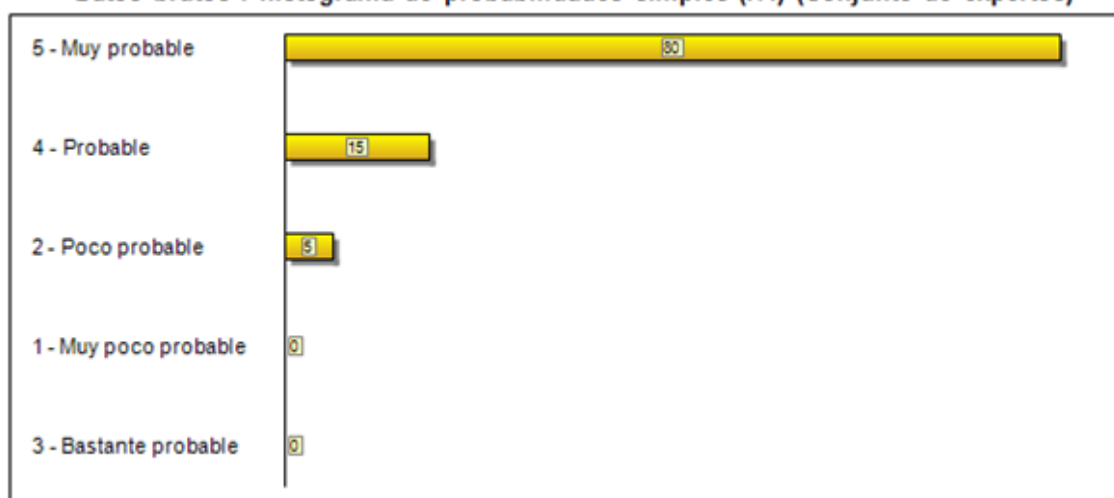 5 - Muy probable 80
4 - Probable 15
2 - Poco probable 5
1 - Muy poco probable 0
3 - Bastante probable 0